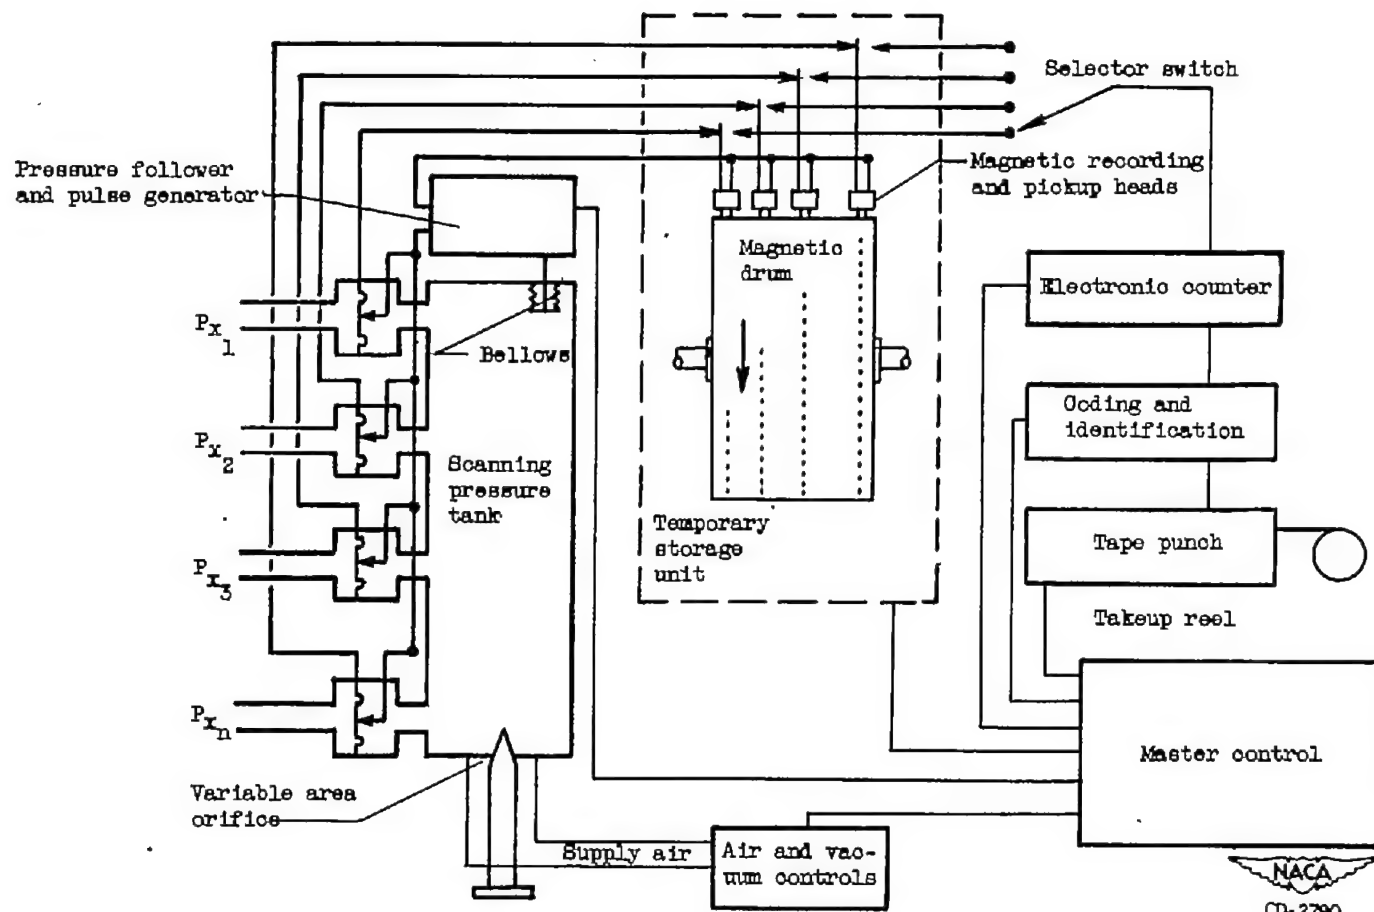 Selector switch
Pressure follower
and pulse generator
Magnetic recording
and pickup heads
Magnetic
drum
Electronic counter
Px1
Bellows
Coding and
identification
Px2
Scanning
pressure
tank
Temporary
storage
unit
Tape punch
Px3
Takeup reel
Pxn
Master control
Variable area
orifice
Supply air
Air and vac-
uum controls
NACA
CD-2790